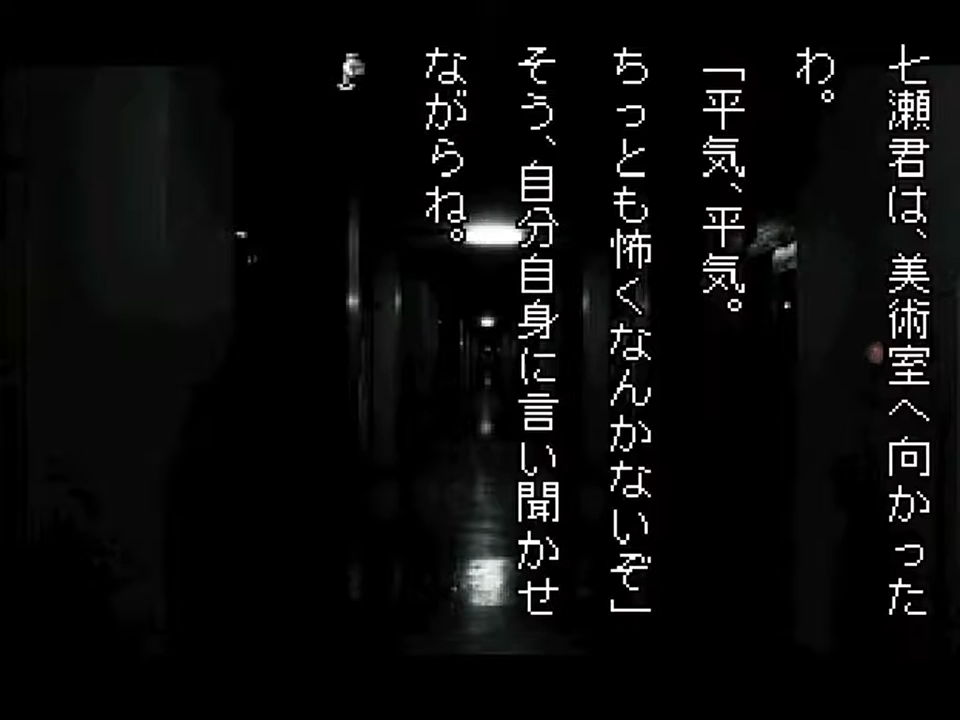 七瀬君は、美術室へ向かった
わ。
「平気、平気。
ちっとも怖くなんかないぞ」
そう、自分自身に言い聞かせ
ながらね。